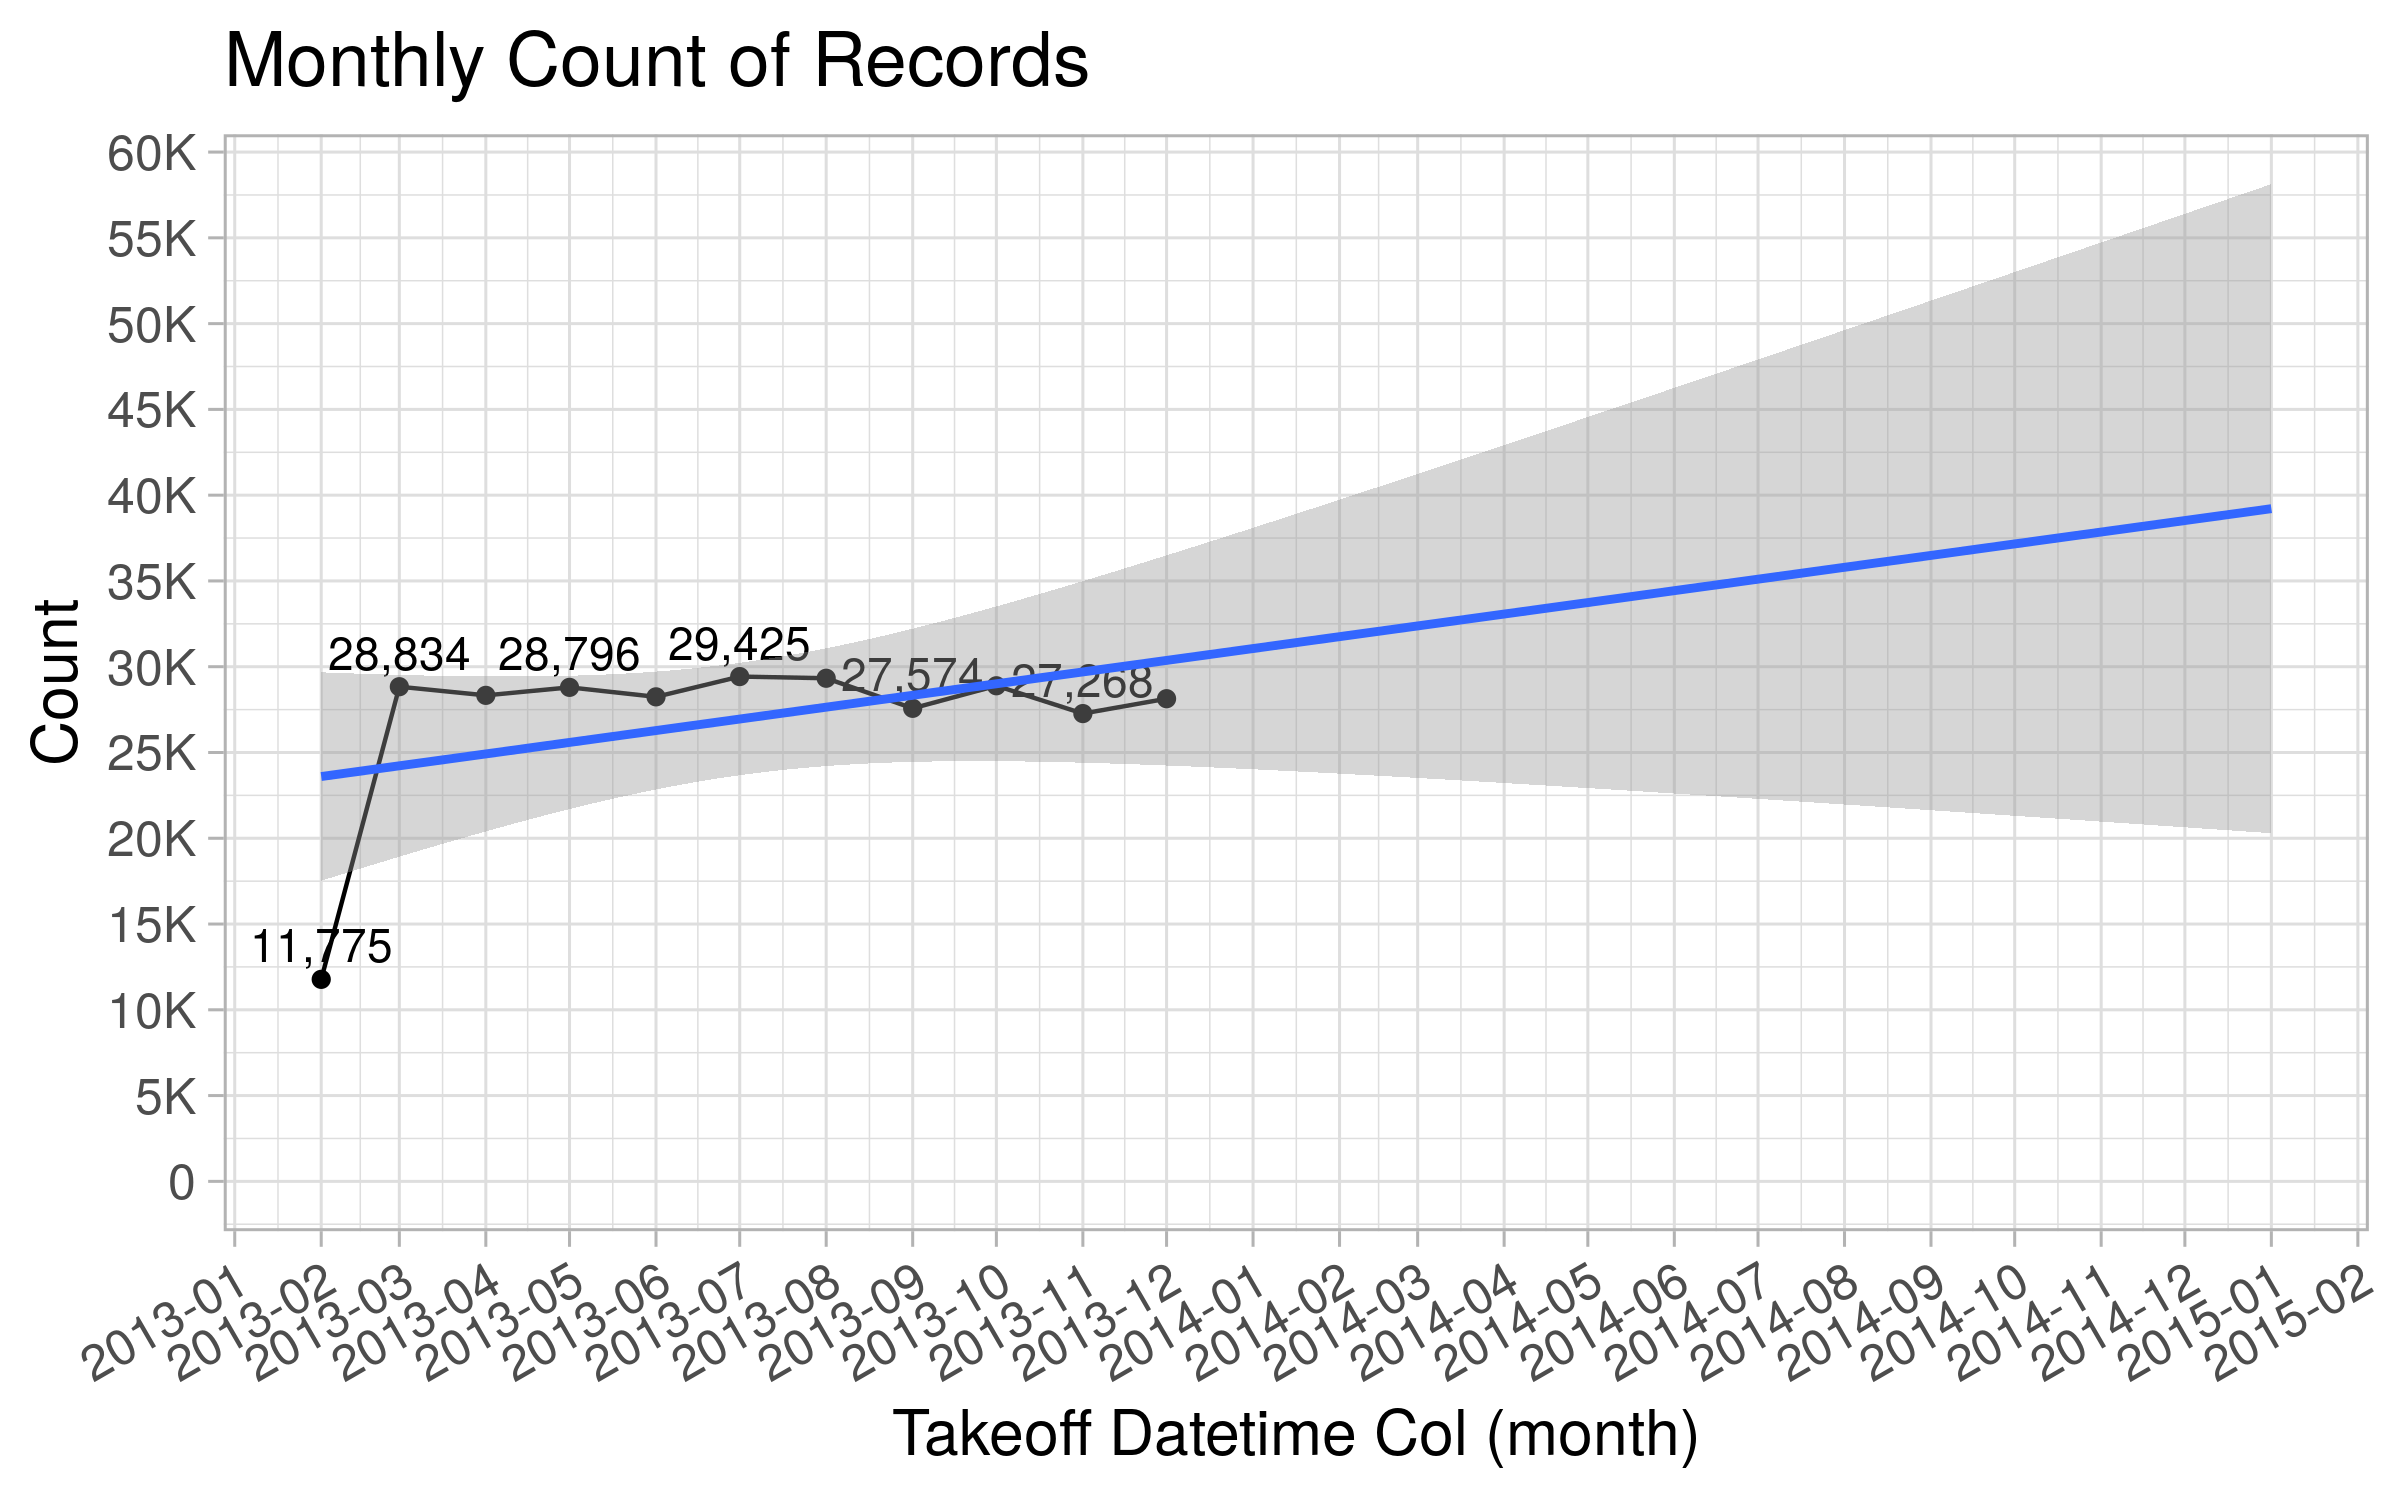 Monthly Count of Records
60K
55K
50K
45K
40K
35K
30K
25K
20K
15K
10K
5K
0
Count
28,834
28,796
29,425
27,574
27,268
11,775
2013-01
2013-02
2013-03
2013-04
2013-05
2013-06
2013-07
2013-08
2013-09
2013-10
2013-11
2013-12
2014-01
2014-02
2014-03
2014-04
2014-05
2014-06
2014-07
2014-08
2014-09
2014-10
2014-11
2014-12
2015-01
2015-02
Takeoff Datetime Col (month)